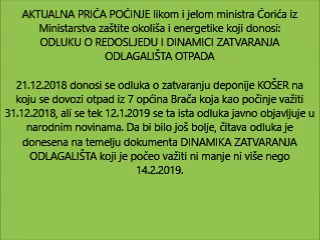 AKTUALNA PRIČA POČINJE likom i jelom ministra Ćorića iz
Ministarstva zaštite okoliša i energetike koji donosi:
ODLUKU O REDOSLJEDU I DINAMICI ZATVARANJA
ODLAGALIŠTA OTPADA
21.12.2018 donosi se odluka o zatvaranju deponije KOŠER na
koju se dovozi otpad iz 7 općina Brača koja kao počinje važiti
31.12.2018, ali se tek 12.1.2019 se ta ista odluka javno objavljuje u
narodnim novinama. Da bi bilo još bolje, čitava odluka je
donesena na temelju dokumenta DINAMIKA ZATVARANJA
ODLAGALIŠTA koji je počeo važiti ni manje ni više nego
14.2.2019.